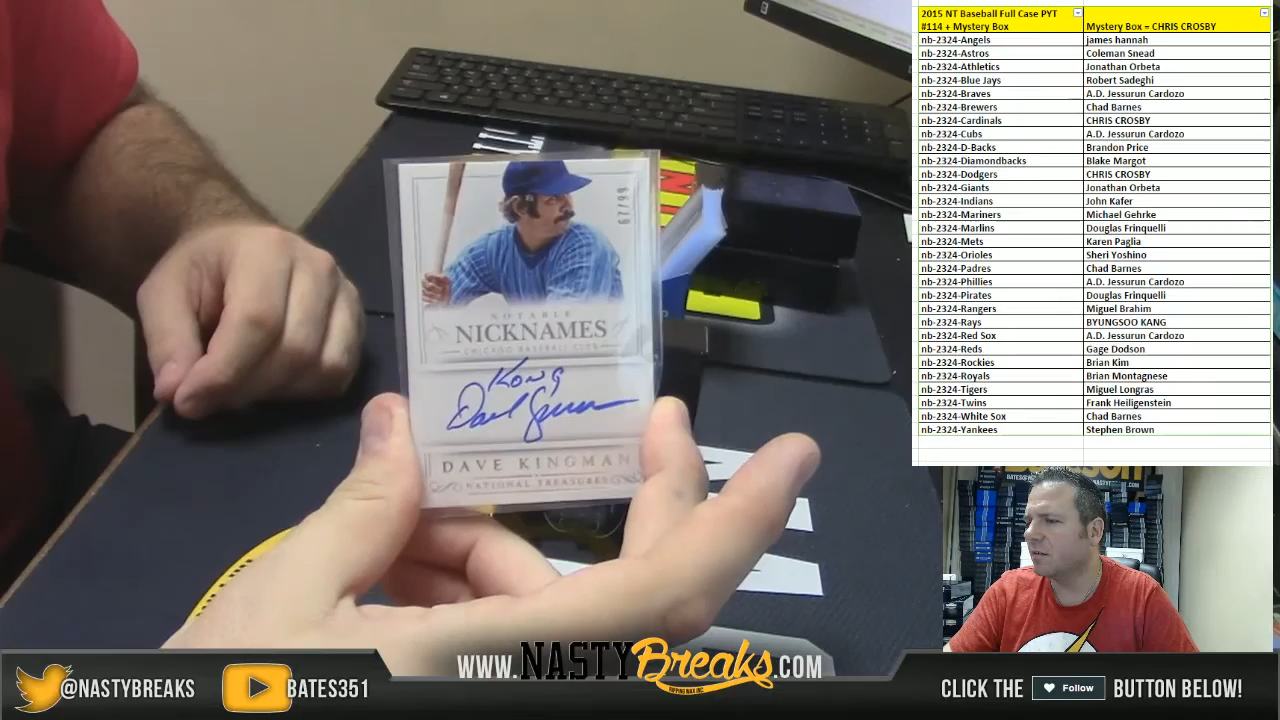 67/99
NOTABLE
NICKNAMES
CHICAGO BASEBALL CLUB
Kong
DAVE KINGMAN
NATIONAL TREASURES
2015 NT Baseball Full Case PYT
#114 + Mystery Box Mystery Box = CHRIS CROSBY
nb-2324-Angels james hannah
nb-2324-Astros Coleman Snead
nb-2324-Athletics Jonathan Orbeta
nb-2324-Blue Jays Robert Sadeghi
nb-2324-Braves A.D. Jessurun Cardozo
nb-2324-Brewers Chad Barnes
nb-2324-Cardinals CHRIS CROSBY
nb-2324-Cubs A.D. Jessurun Cardozo
nb-2324-D-Backs Brandon Price
nb-2324-Diamondbacks Blake Margot
nb-2324-Dodgers CHRIS CROSBY
nb-2324-Giants Jonathan Orbeta
nb-2324-Indians John Kafer
nb-2324-Mariners Michael Gehrke
nb-2324-Marlins Douglas Frinquelli
nb-2324-Mets Karen Paglia
nb-2324-Orioles Sheri Yoshino
nb-2324-Padres Chad Barnes
nb-2324-Phillies A.D. Jessurun Cardozo
nb-2324-Pirates Douglas Frinquelli
nb-2324-Rangers Miguel Brahim
nb-2324-Rays BYUNGSOO KANG
nb-2324-Red Sox A.D. Jessurun Cardozo
nb-2324-Reds Gage Dodson
nb-2324-Rockies Brian Kim
nb-2324-Royals Brian Montagnese
nb-2324-Tigers Miguel Longras
nb-2324-Twins Frank Heiligenstein
nb-2324-White Sox Chad Barnes
nb-2324-Yankees Stephen Brown
@NASTYBREAKS
BATES351
WWW.NASTYBreaks.COM
RIPPING WAX INC
CLICK THE Follow BUTTON BELOW!